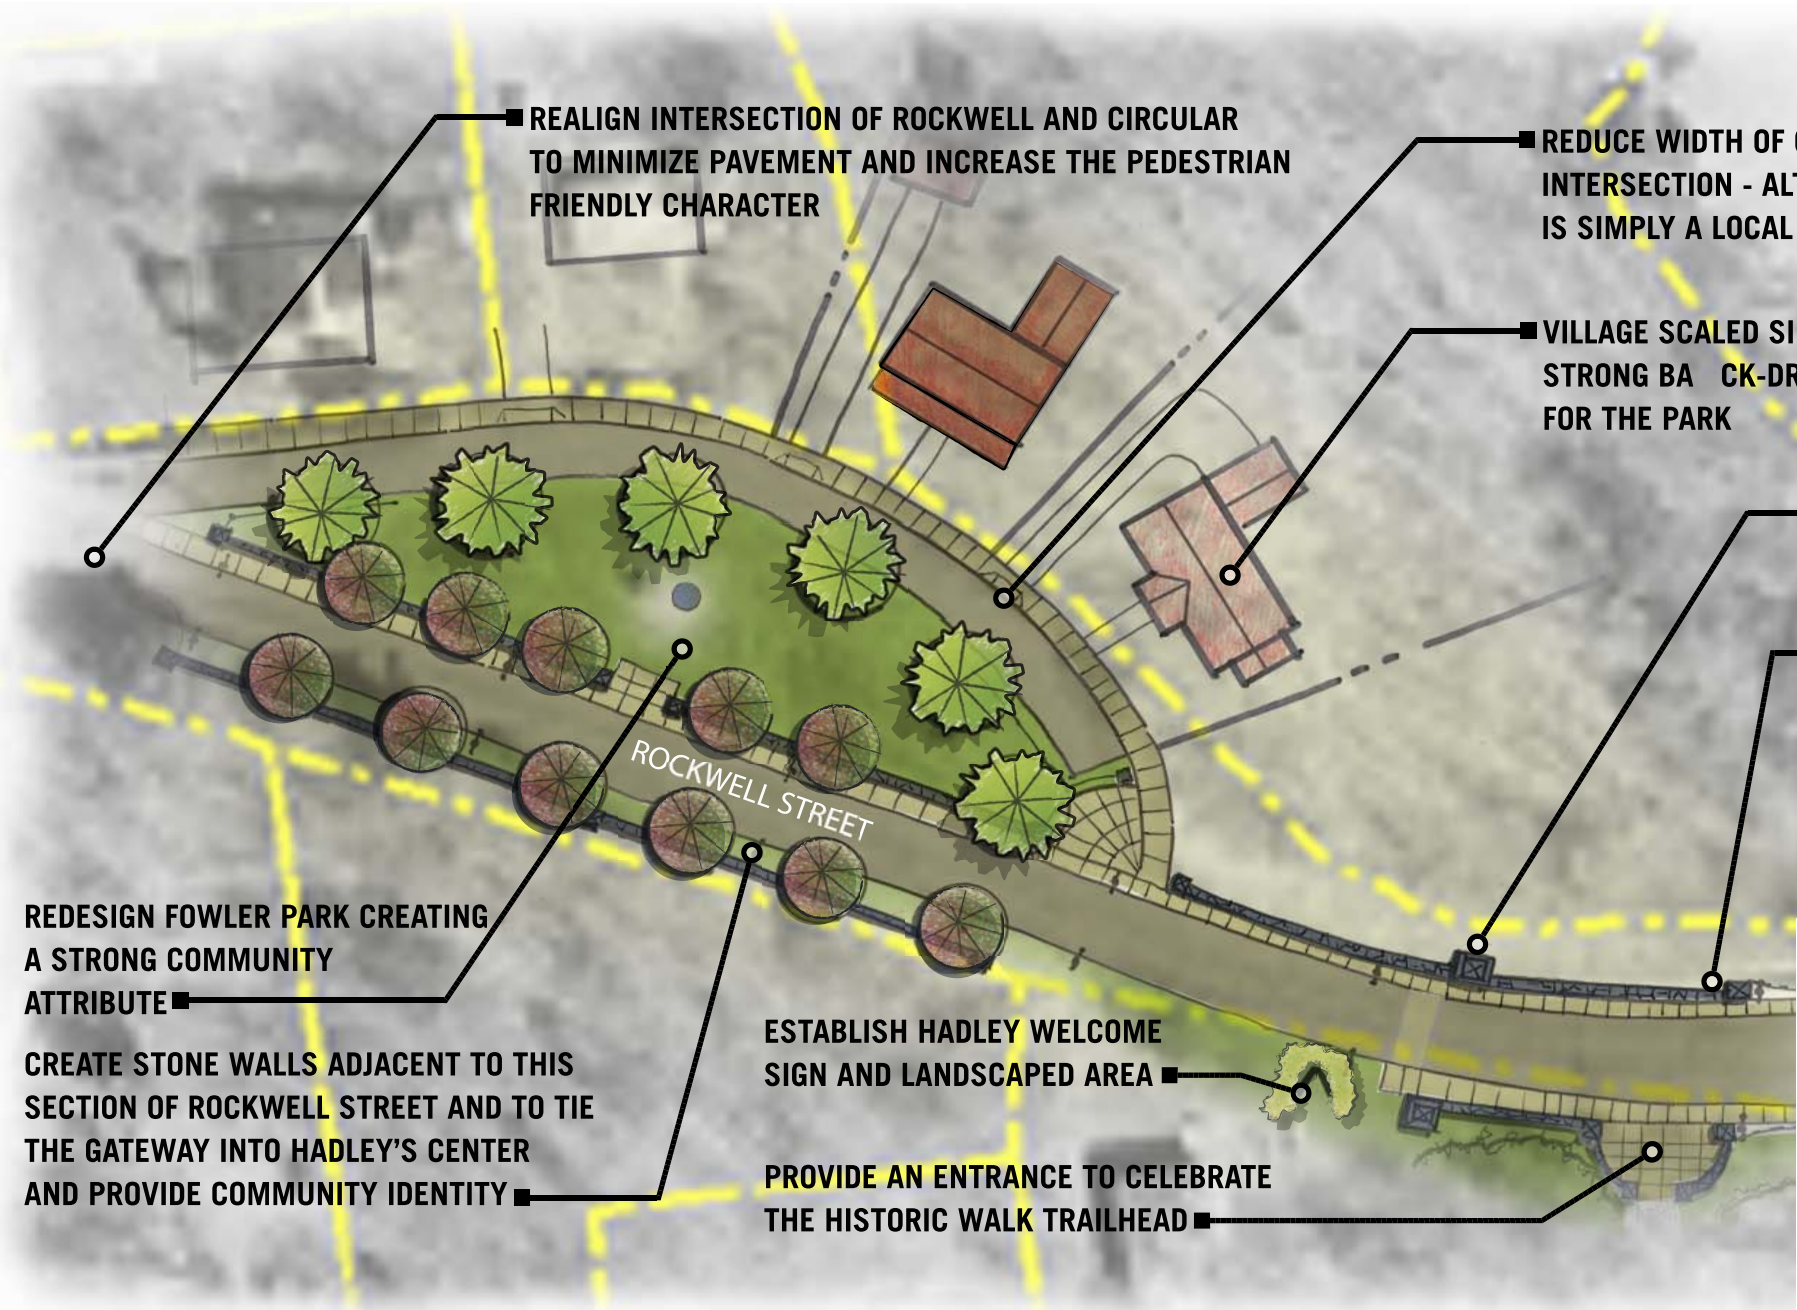 REALIGN INTERSECTION OF ROCKWELL AND CIRCULAR
TO MINIMIZE PAVEMENT AND INCREASE THE PEDESTRIAN
FRIENDLY CHARACTER
REDUCE WIDTH OF
INTERSECTION - ALT
IS SIMPLY A LOCAL
VILLAGE SCALED SI
STRONG BA CK-DR
FOR THE PARK
ROCKWELL STREET
REDESIGN FOWLER PARK CREATING
A STRONG COMMUNITY
ATTRIBUTE
CREATE STONE WALLS ADJACENT TO THIS
SECTION OF ROCKWELL STREET AND TO TIE
THE GATEWAY INTO HADLEY'S CENTER
AND PROVIDE COMMUNITY IDENTITY
ESTABLISH HADLEY WELCOME
SIGN AND LANDSCAPED AREA
PROVIDE AN ENTRANCE TO CELEBRATE
THE HISTORIC WALK TRAILHEAD